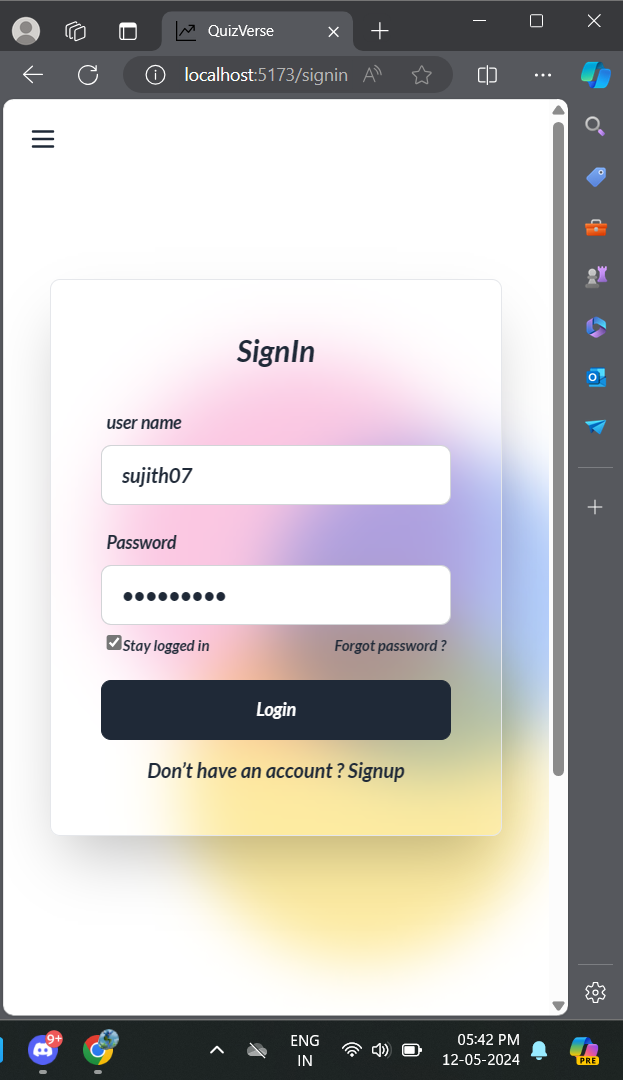 QuizVerse
localhost:5173/signin
SignIn
user name
sujith07
Password
•••••••••
Stay logged in
Forgot password ?
Login
Don't have an account ? Signup
9+
ENG
IN
05:42 PM
12-05-2024
PRE